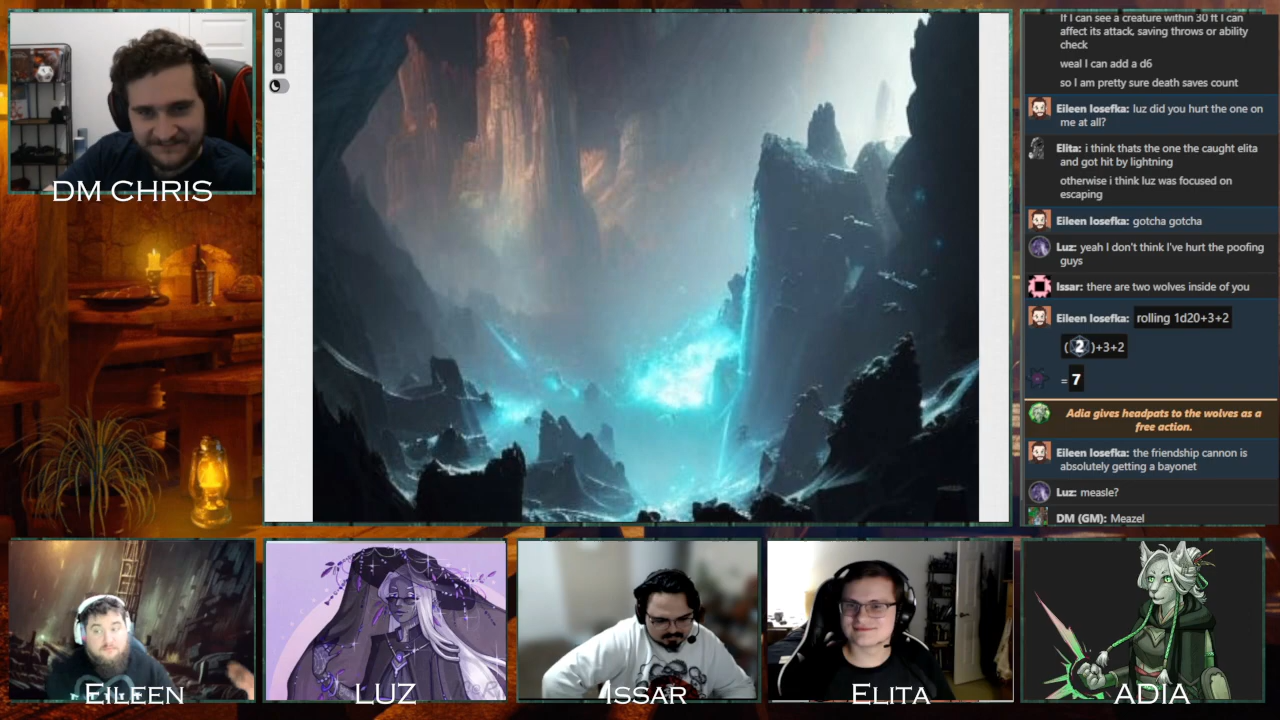 DM CHRIS
If I can see a creature within 30 ft I can
affect its attack, saving throws or ability
check
weal I can add a d6
so I am pretty sure death saves count
Eileen Iosefka: luz did you hurt the one on
me at all?
Elita: i think thats the one the caught elita
and got hit by lightning
otherwise i think luz was focused on
escaping
Eileen Iosefka: gotcha gotcha
Luz: yeah I don't think I've hurt the poofing
guys
Issar: there are two wolves inside of you
Eileen Iosefka: rolling 1d20+3+2
(2)+3+2
= 7
Adia gives headpats to the wolves as a
free action.
Eileen Iosefka: the friendship cannon is
absolutely getting a bayonet
Luz: measle?
DM (GM): Meazel
EILEEN
LUZ
ISSAR
ELITA
ADIA